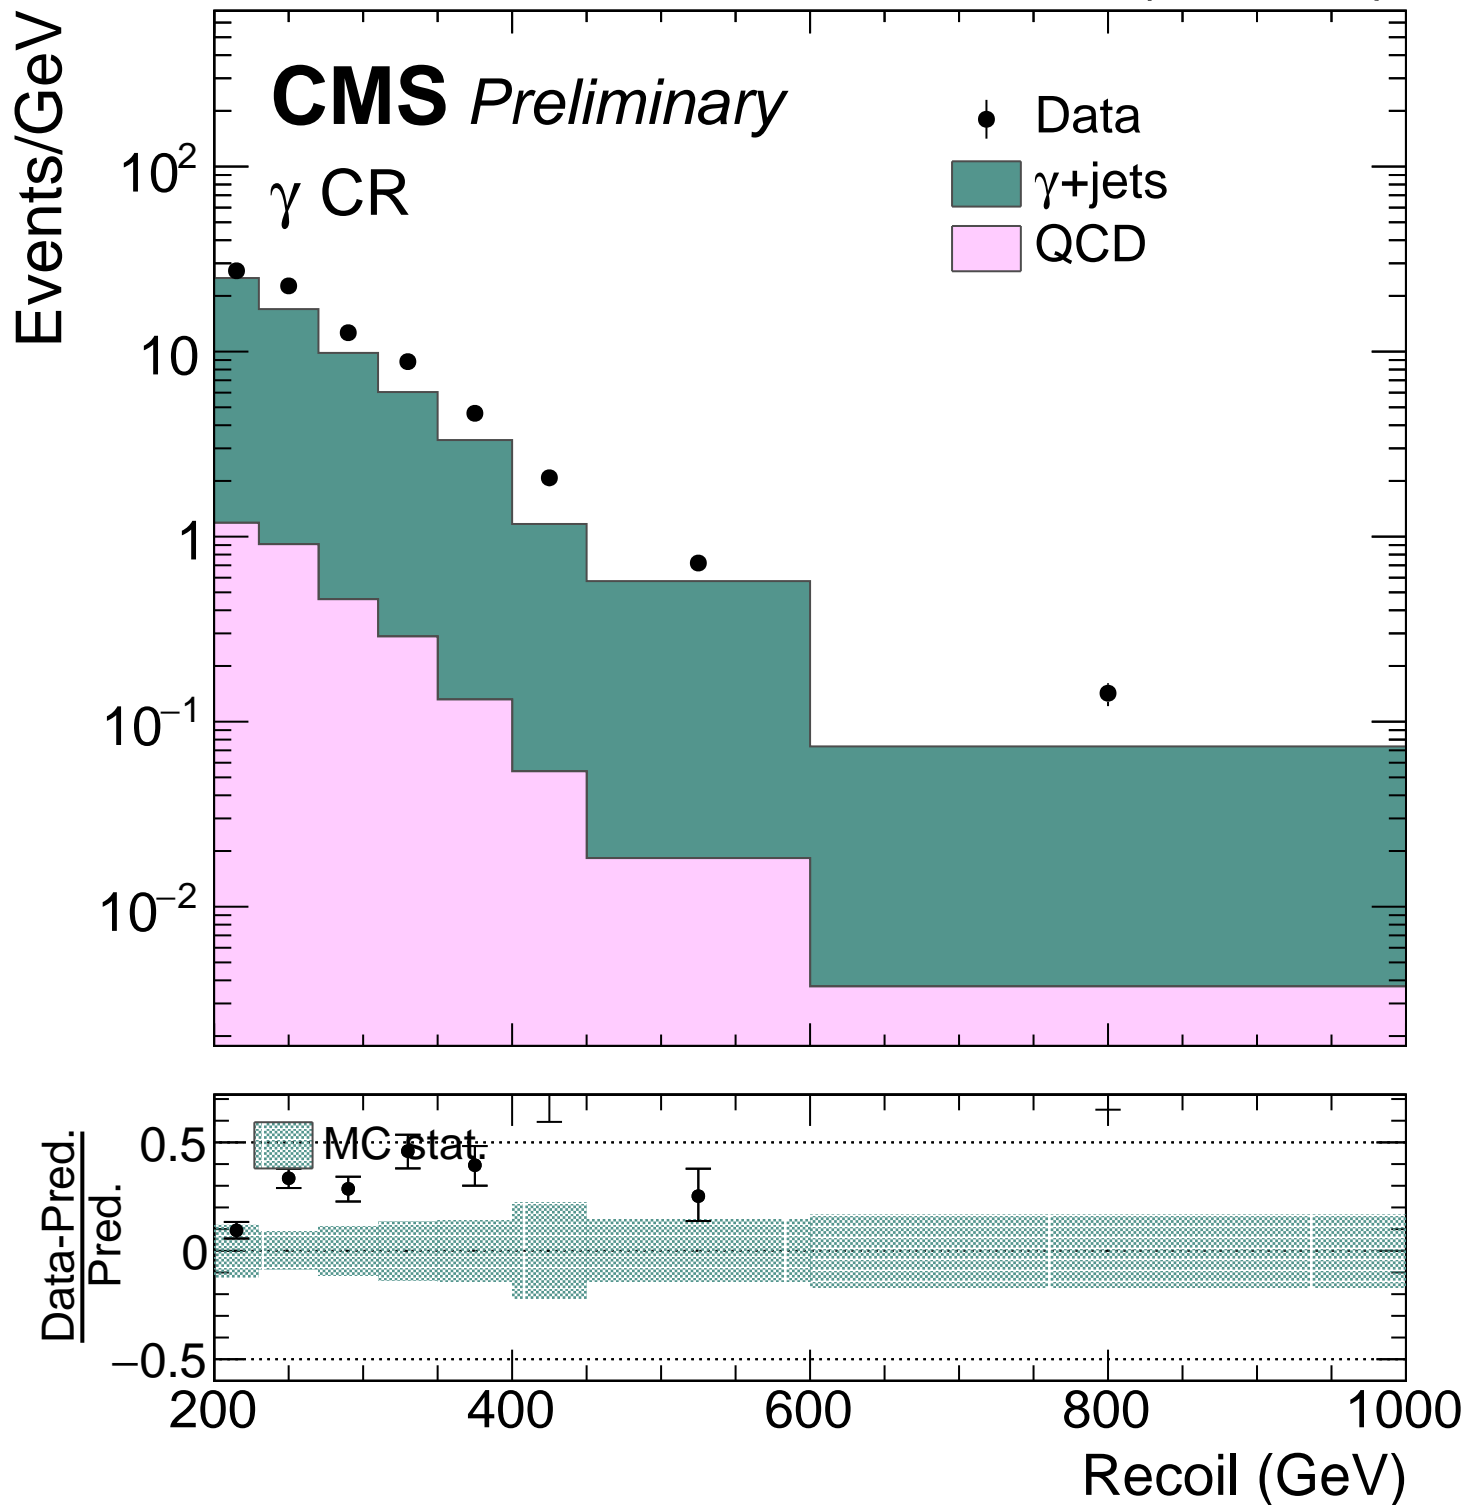 CMS Preliminary
γ CR
Data
γ+jets
QCD
Events/GeV
10²
10
1
10⁻¹
10⁻²
MC stat.
Data-Pred.
Pred.
0.5
0
−0.5
200 400 600 800 1000
Recoil (GeV)